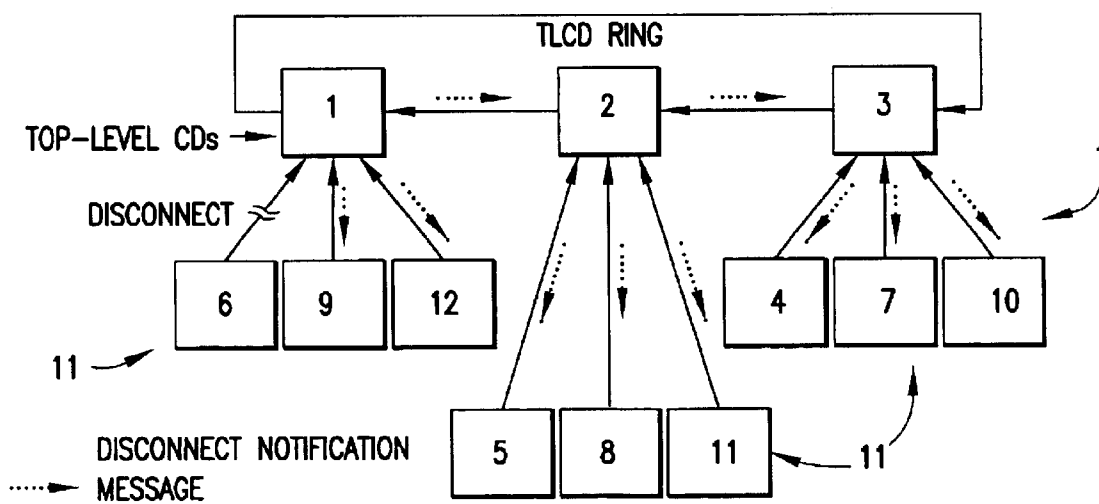 TLCD RING
1
2
3
TOP-LEVEL CDs
DISCONNECT
6
9
12
4
7
10
11
5
8
11
11
DISCONNECT NOTIFICATION
MESSAGE